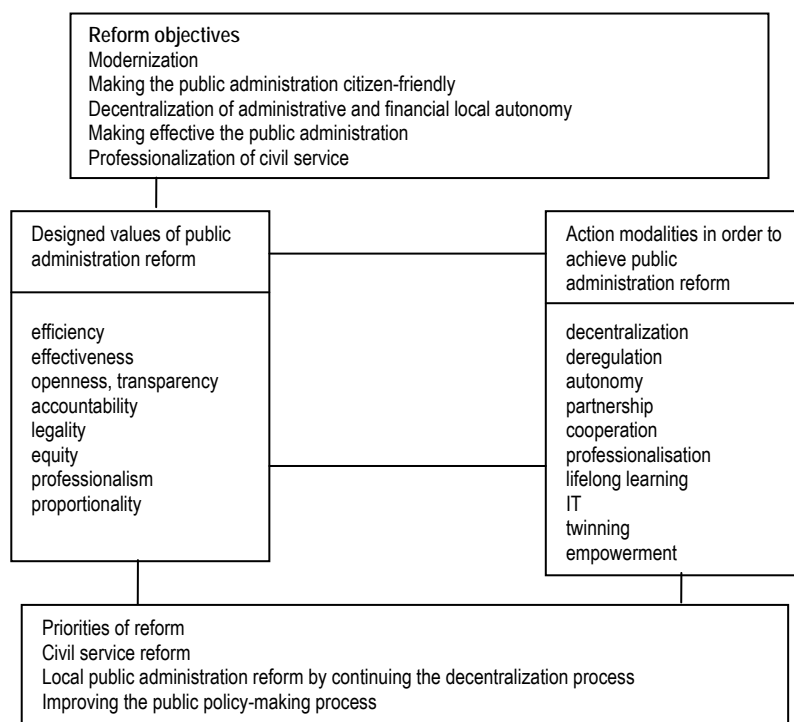 Reform objectives
Modernization
Making the public administration citizen-friendly
Decentralization of administrative and financial local autonomy
Making effective the public administration
Professionalization of civil service
Designed values of public
administration reform
efficiency
effectiveness
openness, transparency
accountability
legality
equity
professionalism
proportionality
Action modalities in order to
achieve public
administration reform
decentralization
deregulation
autonomy
partnership
cooperation
professionalisation
lifelong learning
IT
twinning
empowerment
Priorities of reform
Civil service reform
Local public administration reform by continuing the decentralization process
Improving the public policy-making process